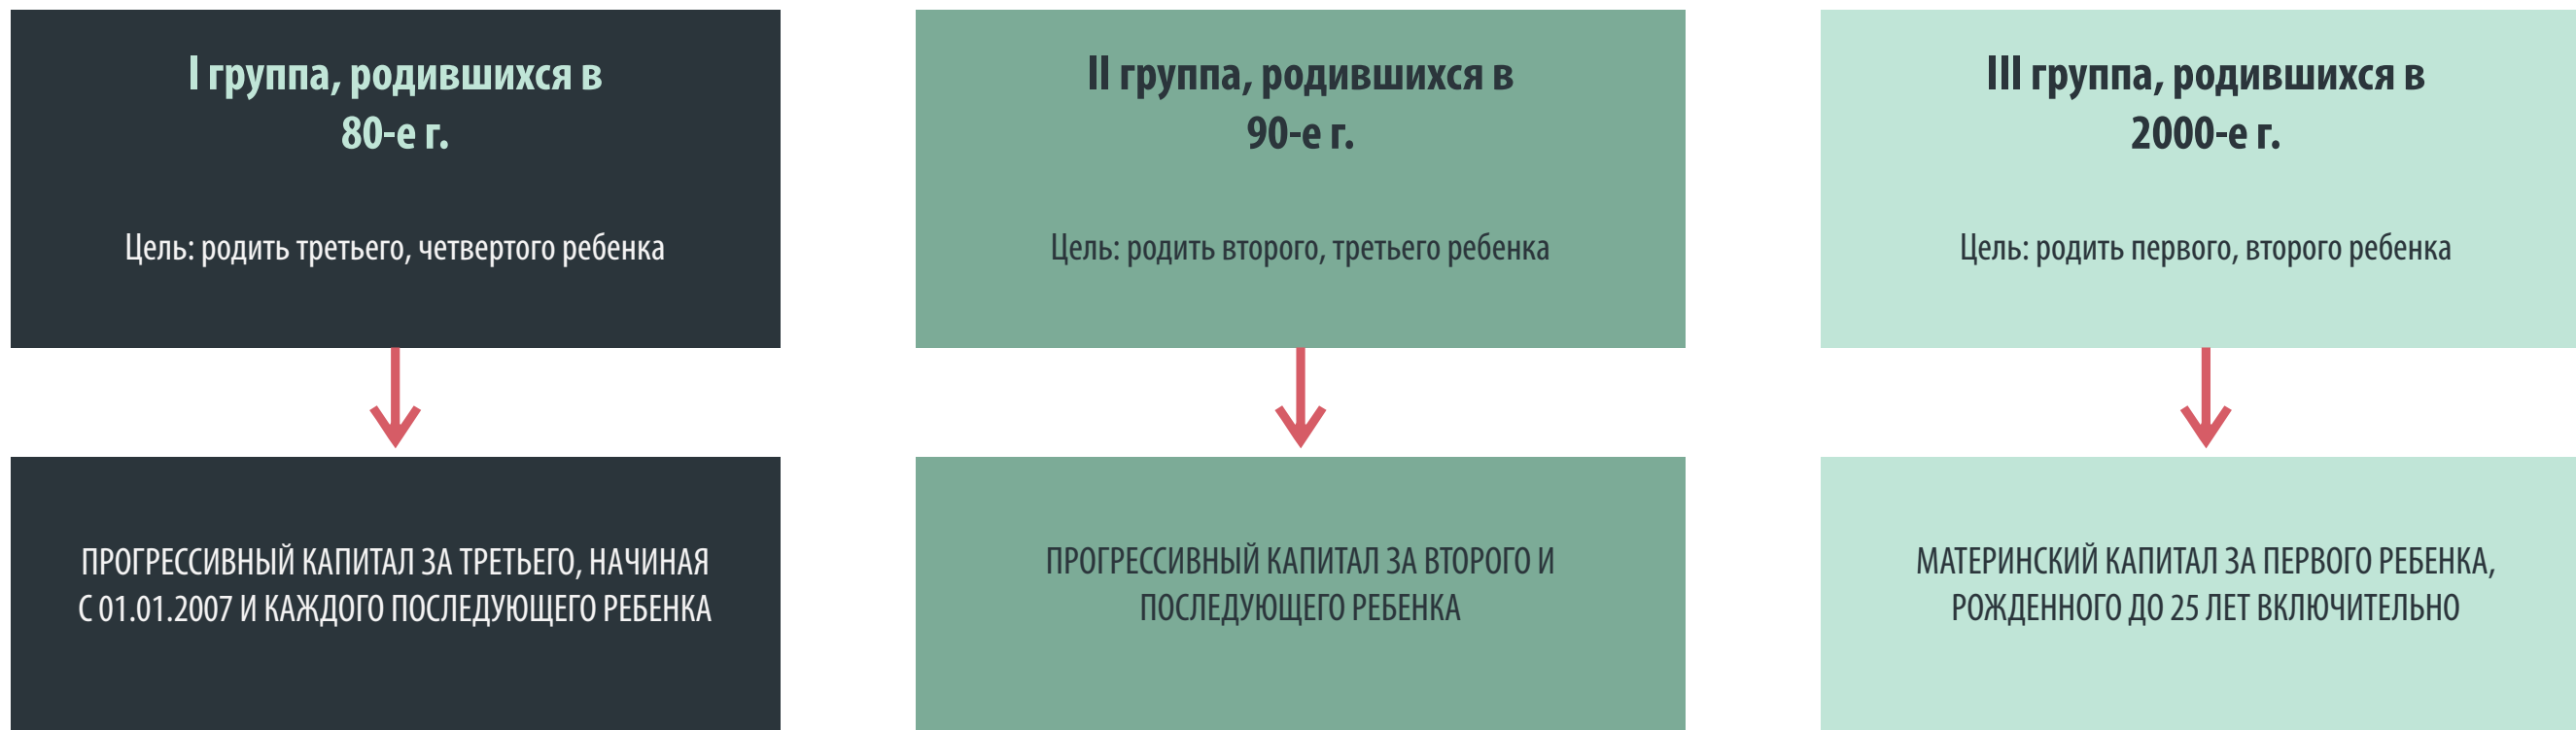 I группа, родившихся в
80-е г.
Цель: родить третьего, четвертого ребенка
ПРОГРЕССИВНЫЙ КАПИТАЛ ЗА ТРЕТЬЕГО, НАЧИНАЯ
С 01.01.2007 И КАЖДОГО ПОСЛЕДУЮЩЕГО РЕБЕНКА
II группа, родившихся в
90-е г.
Цель: родить второго, третьего ребенка
ПРОГРЕССИВНЫЙ КАПИТАЛ ЗА ВТОРОГО И
ПОСЛЕДУЮЩЕГО РЕБЕНКА
III группа, родившихся в
2000-е г.
Цель: родить первого, второго ребенка
МАТЕРИНСКИЙ КАПИТАЛ ЗА ПЕРВОГО РЕБЕНКА,
РОЖДЕННОГО ДО 25 ЛЕТ ВКЛЮЧИТЕЛЬНО